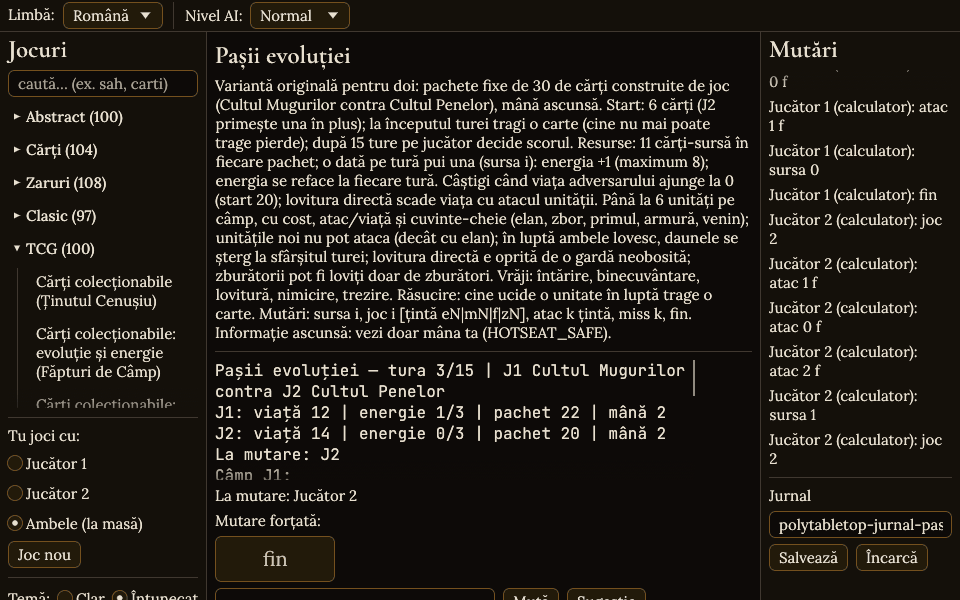 Limbă: Română ▼ Nivel AI: Normal ▼
Jocuri
caută... (ex. sah, carti)
▸ Abstract (100)
▸ Cărți (104)
▸ Zaruri (108)
▸ Clasic (97)
▾ TCG (100)
Cărți colecționabile
(Ținutul Cenușiu)
Cărți colecționabile:
evoluție și energie
(Făpturi de Câmp)
Cărți colecționabile:
Tu joci cu:
Jucător 1
Jucător 2
Ambele (la masă)
Joc nou
Temă: Clar Întunecat
Pașii evoluției
Variantă originală pentru doi: pachete fixe de 30 de cărți construite de joc
(Cultul Mugurilor contra Cultul Penelor), mână ascunsă. Start: 6 cărți (J2
primește una în plus); la începutul turei tragi o carte (cine nu mai poate
trage pierde); după 15 ture pe jucător decide scorul. Resurse: 11 cărți-sursă în
fiecare pachet; o dată pe tură pui una (sursa i): energia +1 (maximum 8);
energia se reface la fiecare tură. Câștigi când viața adversarului ajunge la 0
(start 20); lovitura directă scade viața cu atacul unității. Până la 6 unități pe
câmp, cu cost, atac/viață și cuvinte-cheie (elan, zbor, primul, armură, venin);
unitățile noi nu pot ataca (decât cu elan); în luptă ambele lovesc, daunele se
șterg la sfârșitul turei; lovitura directă e oprită de o gardă neobosită;
zburătorii pot fi loviți doar de zburători. Vrăji: întărire, binecuvântare,
lovitură, nimicire, trezire. Răsucire: cine ucide o unitate în luptă trage o
carte. Mutări: sursa i, joc i [țintă eN|mN|f|zN], atac k țintă, miss k, fin.
Informație ascunsă: vezi doar mâna ta (HOTSEAT_SAFE).
Pașii evoluției — tura 3/15 | J1 Cultul Mugurilor
contra J2 Cultul Penelor
J1: viață 12 | energie 1/3 | pachet 22 | mână 2
J2: viață 14 | energie 0/3 | pachet 20 | mână 2
La mutare: J2
Câmp J1:
La mutare: Jucător 2
Mutare forțată:
fin
Mută Sugestie
Mutări
0 f
Jucător 1 (calculator): atac
1 f
Jucător 1 (calculator):
sursa 0
Jucător 1 (calculator): fin
Jucător 2 (calculator): joc
2
Jucător 2 (calculator):
atac 1 f
Jucător 2 (calculator):
atac 0 f
Jucător 2 (calculator):
atac 2 f
Jucător 2 (calculator):
sursa 1
Jucător 2 (calculator): joc
2
Jurnal
polytabletop-jurnal-pas
Salvează Încarcă